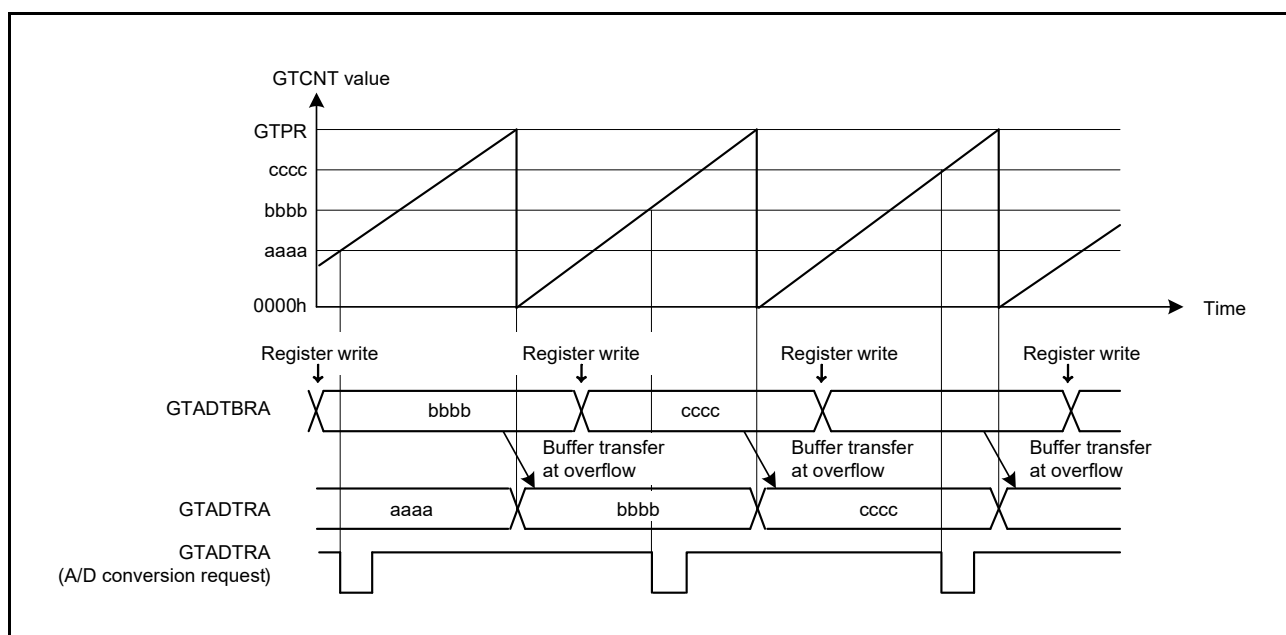 GTCNT value
GTPR
cccc
bbbb
aaaa
0000h
Time
Register write Register write Register write Register write
GTADTBRA bbbb cccc
Buffer transfer Buffer transfer Buffer transfer
at overflow at overflow at overflow
GTADTRA aaaa bbbb cccc
GTADTRA
(A/D conversion request)